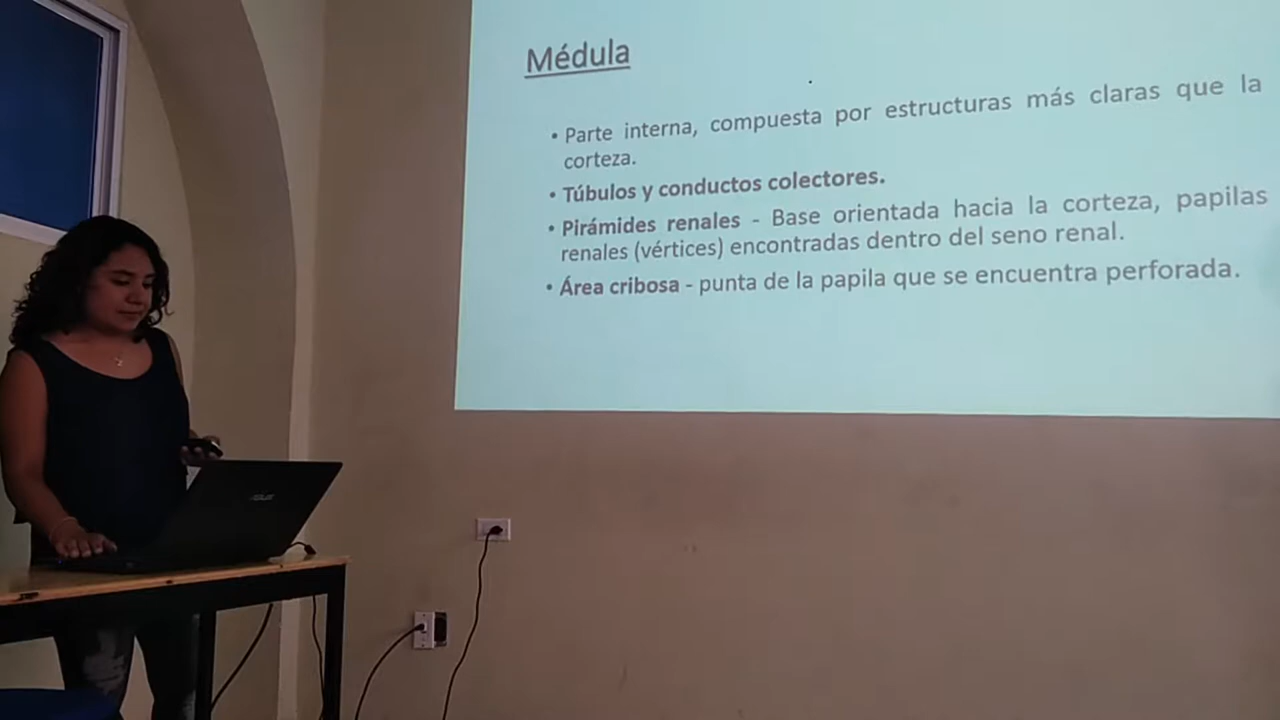 Médula
• Parte interna, compuesta por estructuras más claras que la
corteza.
• Túbulos y conductos colectores.
• Pirámides renales - Base orientada hacia la corteza, papilas
renales (vértices) encontradas dentro del seno renal.
• Área cribosa - punta de la papila que se encuentra perforada.
ASUS